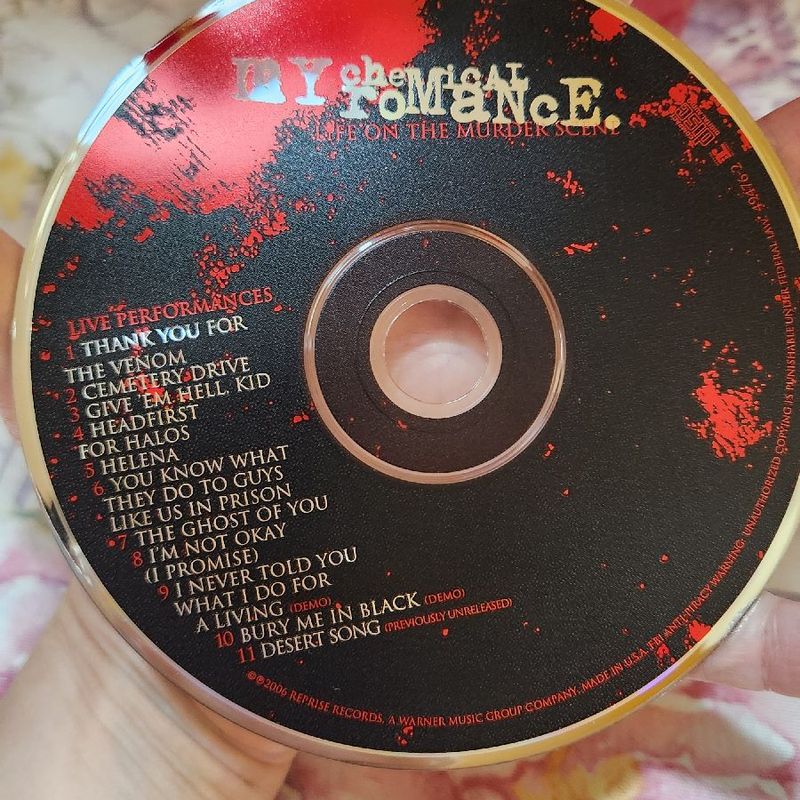 MY CHEMICAL
ROMANCE.
LIFE ON THE MURDER SCENE
LIVE PERFORMANCES
1 THANK YOU FOR
THE VENOM
2 CEMETERY DRIVE
3 GIVE 'EM HELL, KID
4 HEADFIRST
FOR HALOS
5 HELENA
6 YOU KNOW WHAT
THEY DO TO GUYS
LIKE US IN PRISON
7 THE GHOST OF YOU
8 I'M NOT OKAY
(I PROMISE)
9 I NEVER TOLD YOU
WHAT I DO FOR
A LIVING (DEMO)
10 BURY ME IN BLACK (DEMO)
11 DESERT SONG (PREVIOUSLY UNRELEASED)
©℗2006 REPRISE RECORDS, A WARNER MUSIC GROUP COMPANY. MADE IN U.S.A. FBI ANTI-PIRACY WARNING: UNAUTHORIZED COPYING IS PUNISHABLE UNDER FEDERAL LAW. 49476-2